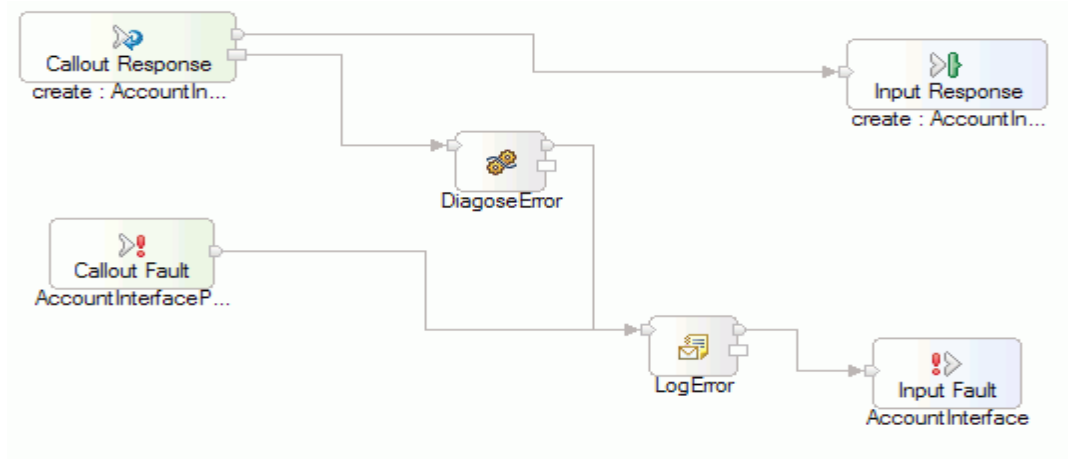 Callout Response
create : AccountIn...
Input Response
create : AccountIn...
DiagoseError
Callout Fault
AccountInterfaceP...
LogError
Input Fault
AccountInterface